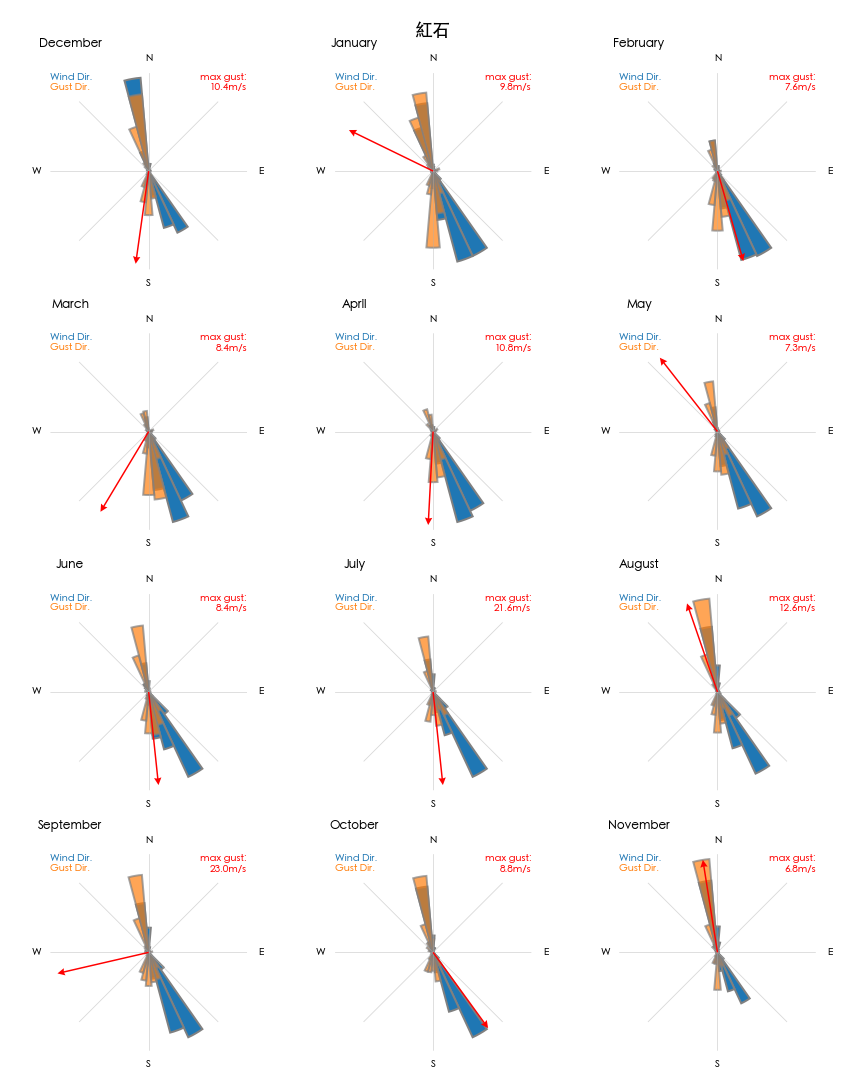 紅石
December
N
Wind Dir.
Gust Dir.
max gust:
10.4m/s
W
E
S
January
N
Wind Dir.
Gust Dir.
max gust:
9.8m/s
W
E
S
February
N
Wind Dir.
Gust Dir.
max gust:
7.6m/s
W
E
S
March
N
Wind Dir.
Gust Dir.
max gust:
8.4m/s
W
E
S
April
N
Wind Dir.
Gust Dir.
max gust:
10.8m/s
W
E
S
May
N
Wind Dir.
Gust Dir.
max gust:
7.3m/s
W
E
S
June
N
Wind Dir.
Gust Dir.
max gust:
8.4m/s
W
E
S
July
N
Wind Dir.
Gust Dir.
max gust:
21.6m/s
W
E
S
August
N
Wind Dir.
Gust Dir.
max gust:
12.6m/s
W
E
S
September
N
Wind Dir.
Gust Dir.
max gust:
23.0m/s
W
E
S
October
N
Wind Dir.
Gust Dir.
max gust:
8.8m/s
W
E
S
November
N
Wind Dir.
Gust Dir.
max gust:
6.8m/s
W
E
S